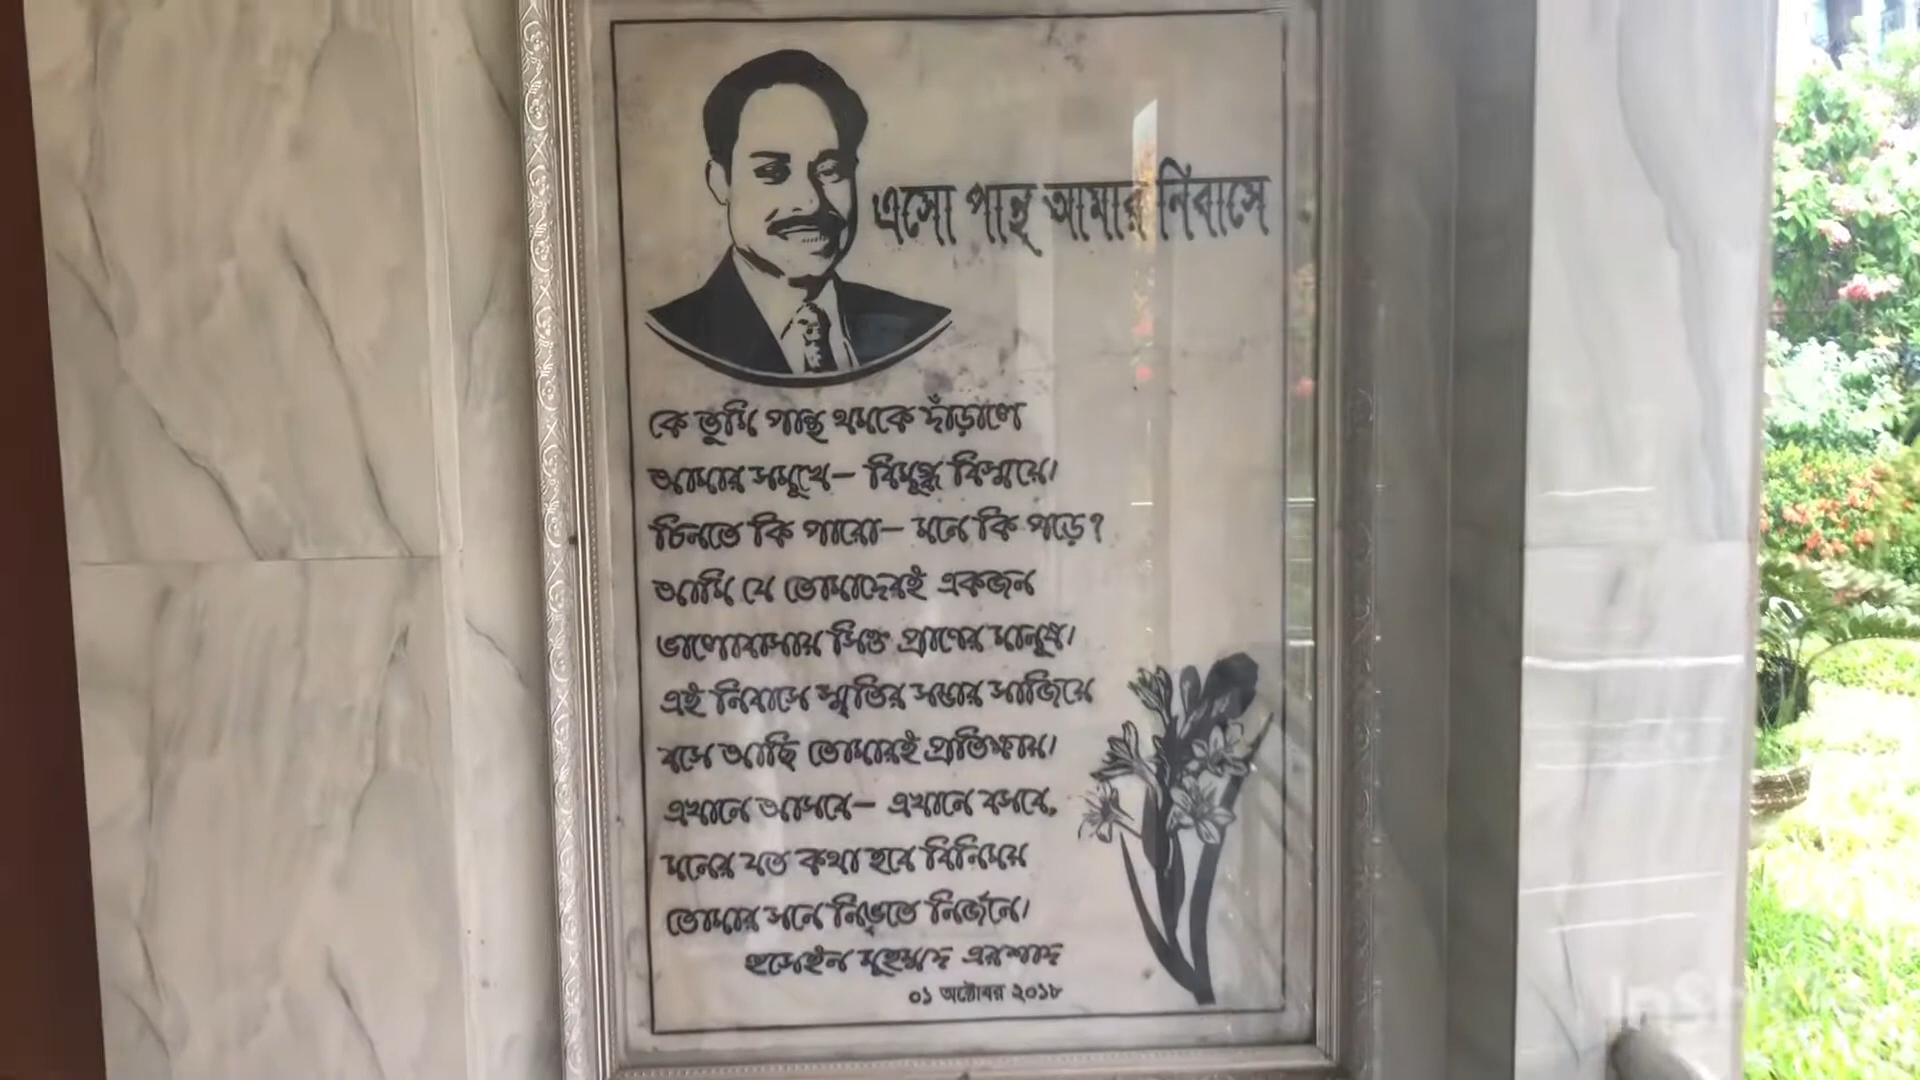 এসো পান্থ আমার নিবাসে
কে তুমি পান্থ থমকে দাঁড়ালে
আমার সমুখে- বিমুগ্ধ বিস্ময়ে।
চিনতে কি পারো- মনে কি পড়ে?
আমি যে তোমাদেরই একজন
ভালোবাসায় সিক্ত প্রাণের মানুষ।
এই নিবাসে স্মৃতির সম্ভার সাজিয়ে
বসে আছি তোমারই প্রতিক্ষায়।
এখানে আসবে- এখানে বসবে,
মনের যত কথা হবে বিনিময়
তোমার সনে নিভৃতে নির্জনে।
হুসেইন মুহম্মদ এরশাদ
০১ অক্টোবর ২০১৮